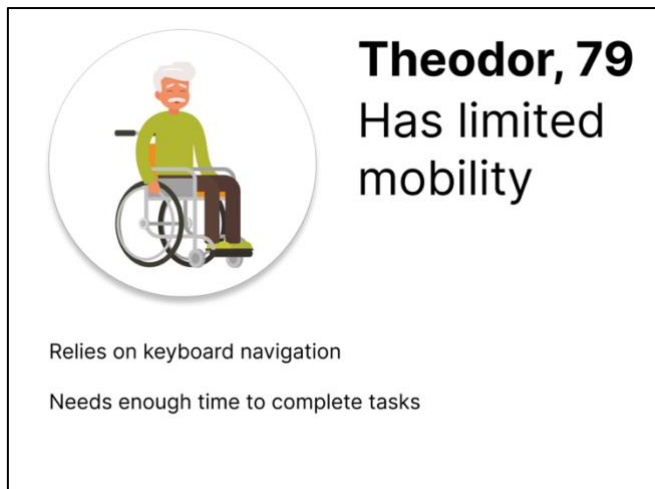 Theodor, 79
Has limited
mobility
Relies on keyboard navigation
Needs enough time to complete tasks